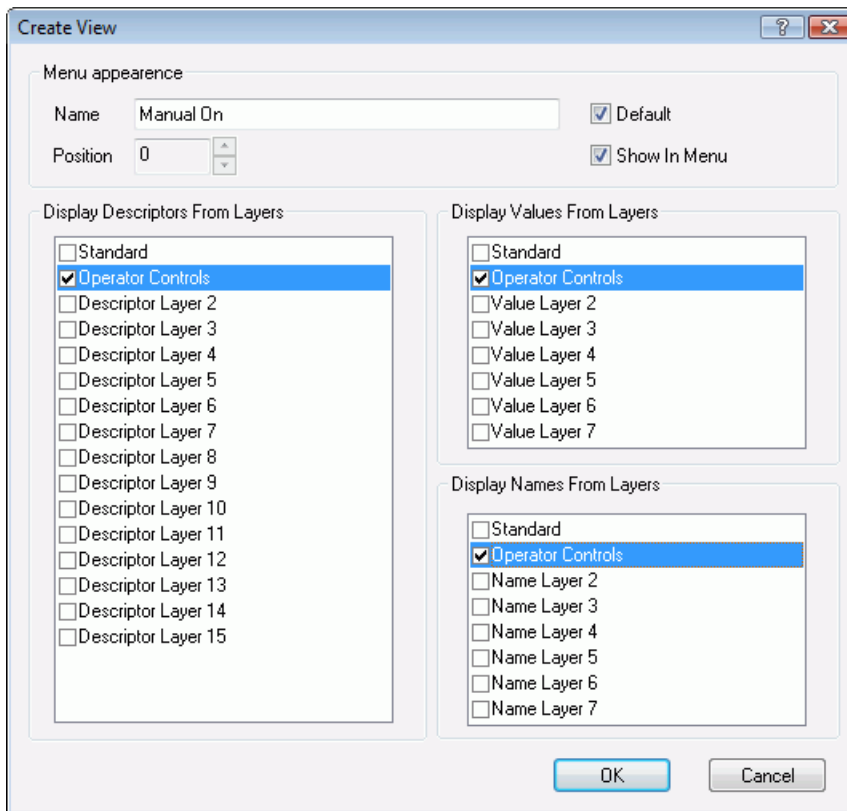 Create View
Menu appearence
Name Manual On
Default
Position 0
Show In Menu
Display Descriptors From Layers
Standard
Operator Controls
Descriptor Layer 2
Descriptor Layer 3
Descriptor Layer 4
Descriptor Layer 5
Descriptor Layer 6
Descriptor Layer 7
Descriptor Layer 8
Descriptor Layer 9
Descriptor Layer 10
Descriptor Layer 11
Descriptor Layer 12
Descriptor Layer 13
Descriptor Layer 14
Descriptor Layer 15
Display Values From Layers
Standard
Operator Controls
Value Layer 2
Value Layer 3
Value Layer 4
Value Layer 5
Value Layer 6
Value Layer 7
Display Names From Layers
Standard
Operator Controls
Name Layer 2
Name Layer 3
Name Layer 4
Name Layer 5
Name Layer 6
Name Layer 7
OK
Cancel